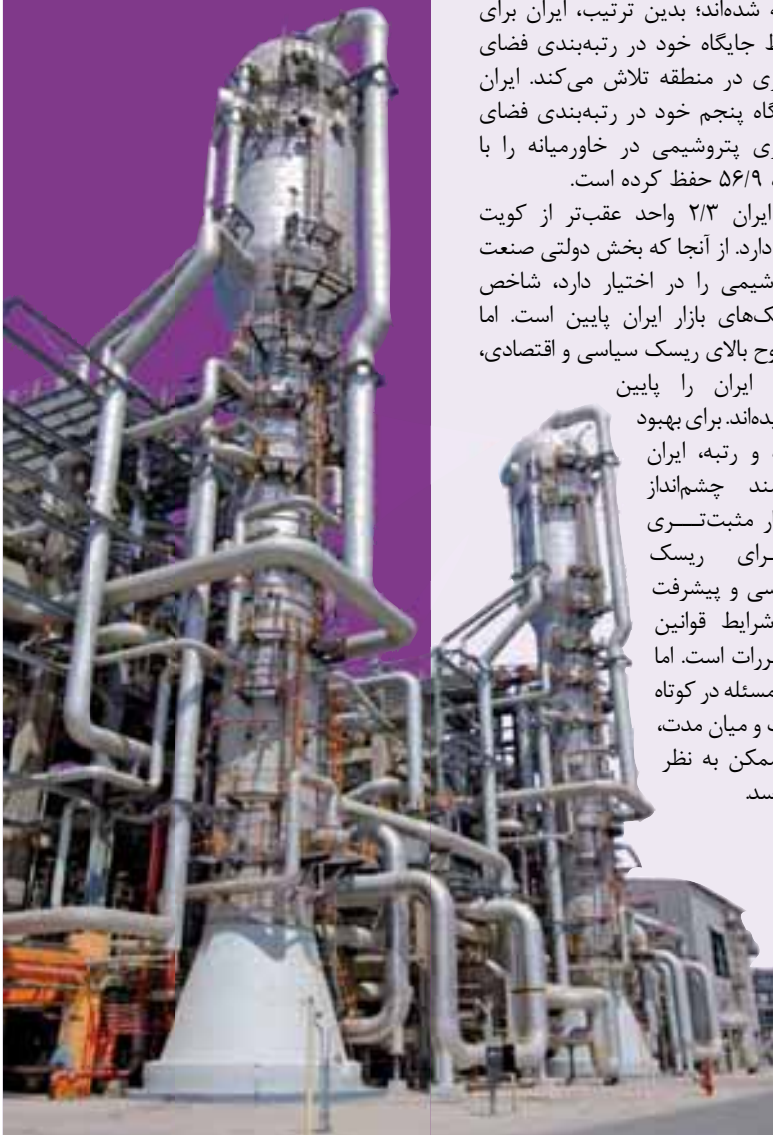 ه شده‌اند؛ بدین ترتیب، ایران برای
ظ جایگاه خود در رتبه‌بندی فضای
ری در منطقه تلاش می‌کند. ایران
گاه پنجم خود در رتبه‌بندی فضای
ری پتروشیمی در خاورمیانه را با
۵۶/۹ حفظ کرده است.
ایران ۲/۳ واحد عقب‌تر از کویت
دارد. از آنجا که بخش دولتی صنعت
شیمی را در اختیار دارد، شاخص
ک‌های بازار ایران پایین است. اما
وح بالای ریسک سیاسی و اقتصادی،
ایران را پایین
یده‌اند. برای بهبود
و رتبه، ایران
مند چشم‌انداز
ار مثبت‌تری
رای ریسک
سی و پیشرفت
شرایط قوانین
ررات است. اما
مسئله در کوتاه
ت و میان مدت،
مکن به نظر
سد.